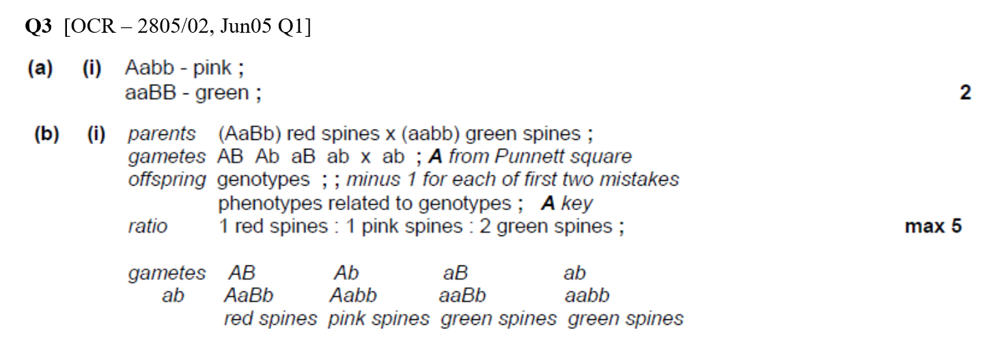 Q3 [OCR – 2805/02, Jun05 Q1]
(a) (i) Aabb - pink ;
aaBB - green ; 2
(b) (i) parents (AaBb) red spines x (aabb) green spines ;
gametes AB Ab aB ab x ab ; A from Punnett square
offspring genotypes ; ; minus 1 for each of first two mistakes
phenotypes related to genotypes ; A key
ratio 1 red spines : 1 pink spines : 2 green spines ; max 5
gametes AB Ab aB ab
ab AaBb Aabb aaBb aabb
red spines pink spines green spines green spines